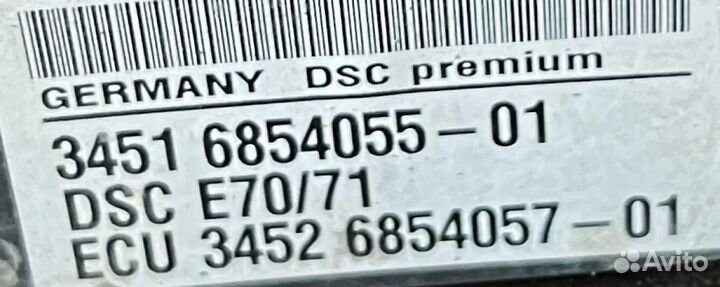 GERMANY DSC premium
3451 6854055-01
DSC E70/71
ECU 3452 6854057-01
Avito